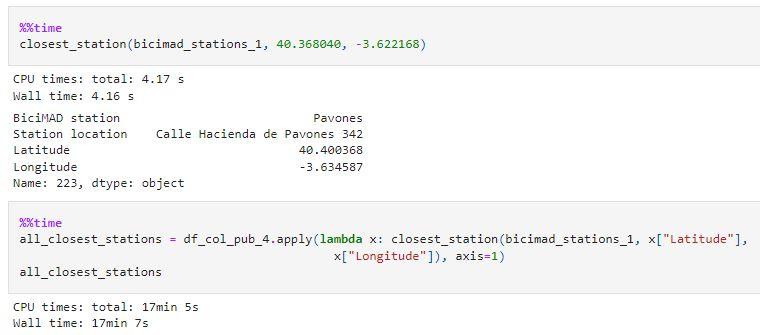 %%time
closest_station(bicimad_stations_1, 40.368040, -3.622168)
CPU times: total: 4.17 s
Wall time: 4.16 s
BiciMAD station                          Pavones
Station location    Calle Hacienda de Pavones 342
Latitude                               40.400368
Longitude                              -3.634587
Name: 223, dtype: object
%%time
all_closest_stations = df_col_pub_4.apply(lambda x: closest_station(bicimad_stations_1, x["Latitude"],
                                          x["Longitude"]), axis=1)
all_closest_stations
CPU times: total: 17min 5s
Wall time: 17min 7s